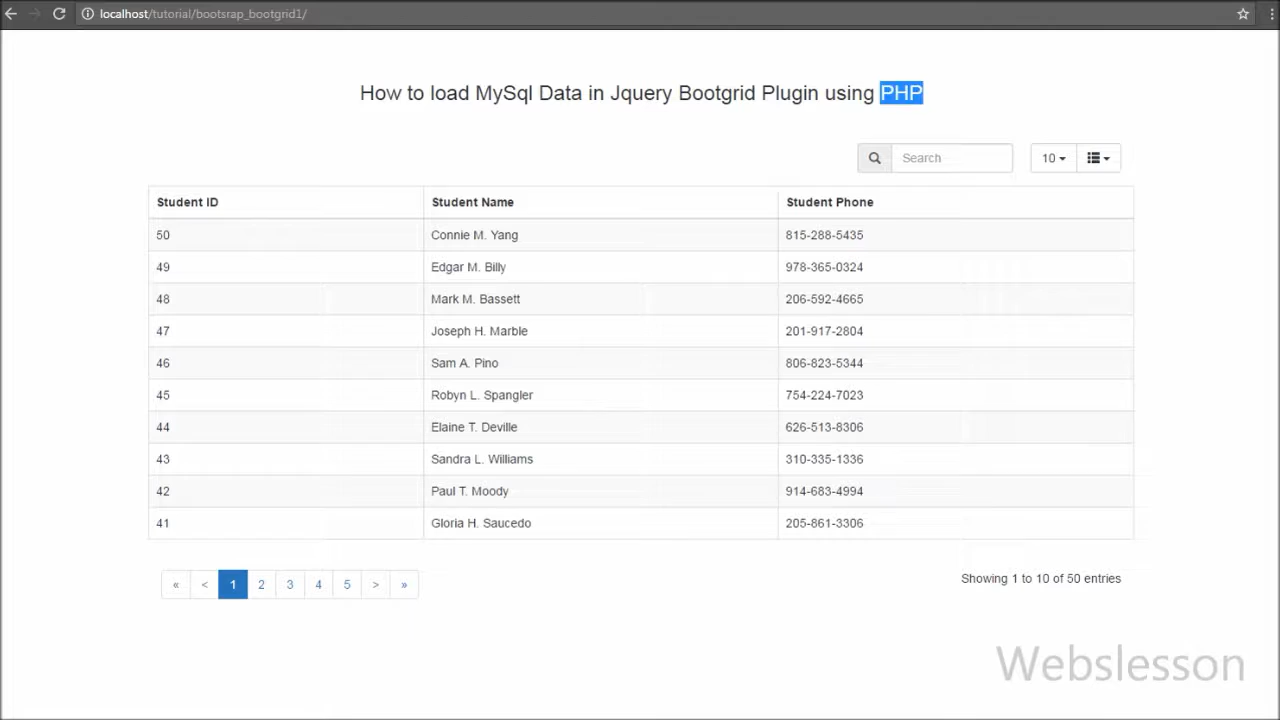 localhost/tutorial/bootsrap_bootgrid1/
How to load MySql Data in Jquery Bootgrid Plugin using PHP
Search 10
Student ID Student Name Student Phone
50 Connie M. Yang 815-288-5435
49 Edgar M. Billy 978-365-0324
48 Mark M. Bassett 206-592-4665
47 Joseph H. Marble 201-917-2804
46 Sam A. Pino 806-823-5344
45 Robyn L. Spangler 754-224-7023
44 Elaine T. Deville 626-513-8306
43 Sandra L. Williams 310-335-1336
42 Paul T. Moody 914-683-4994
41 Gloria H. Saucedo 205-861-3306
« < 1 2 3 4 5 > » Showing 1 to 10 of 50 entries
Webslesson